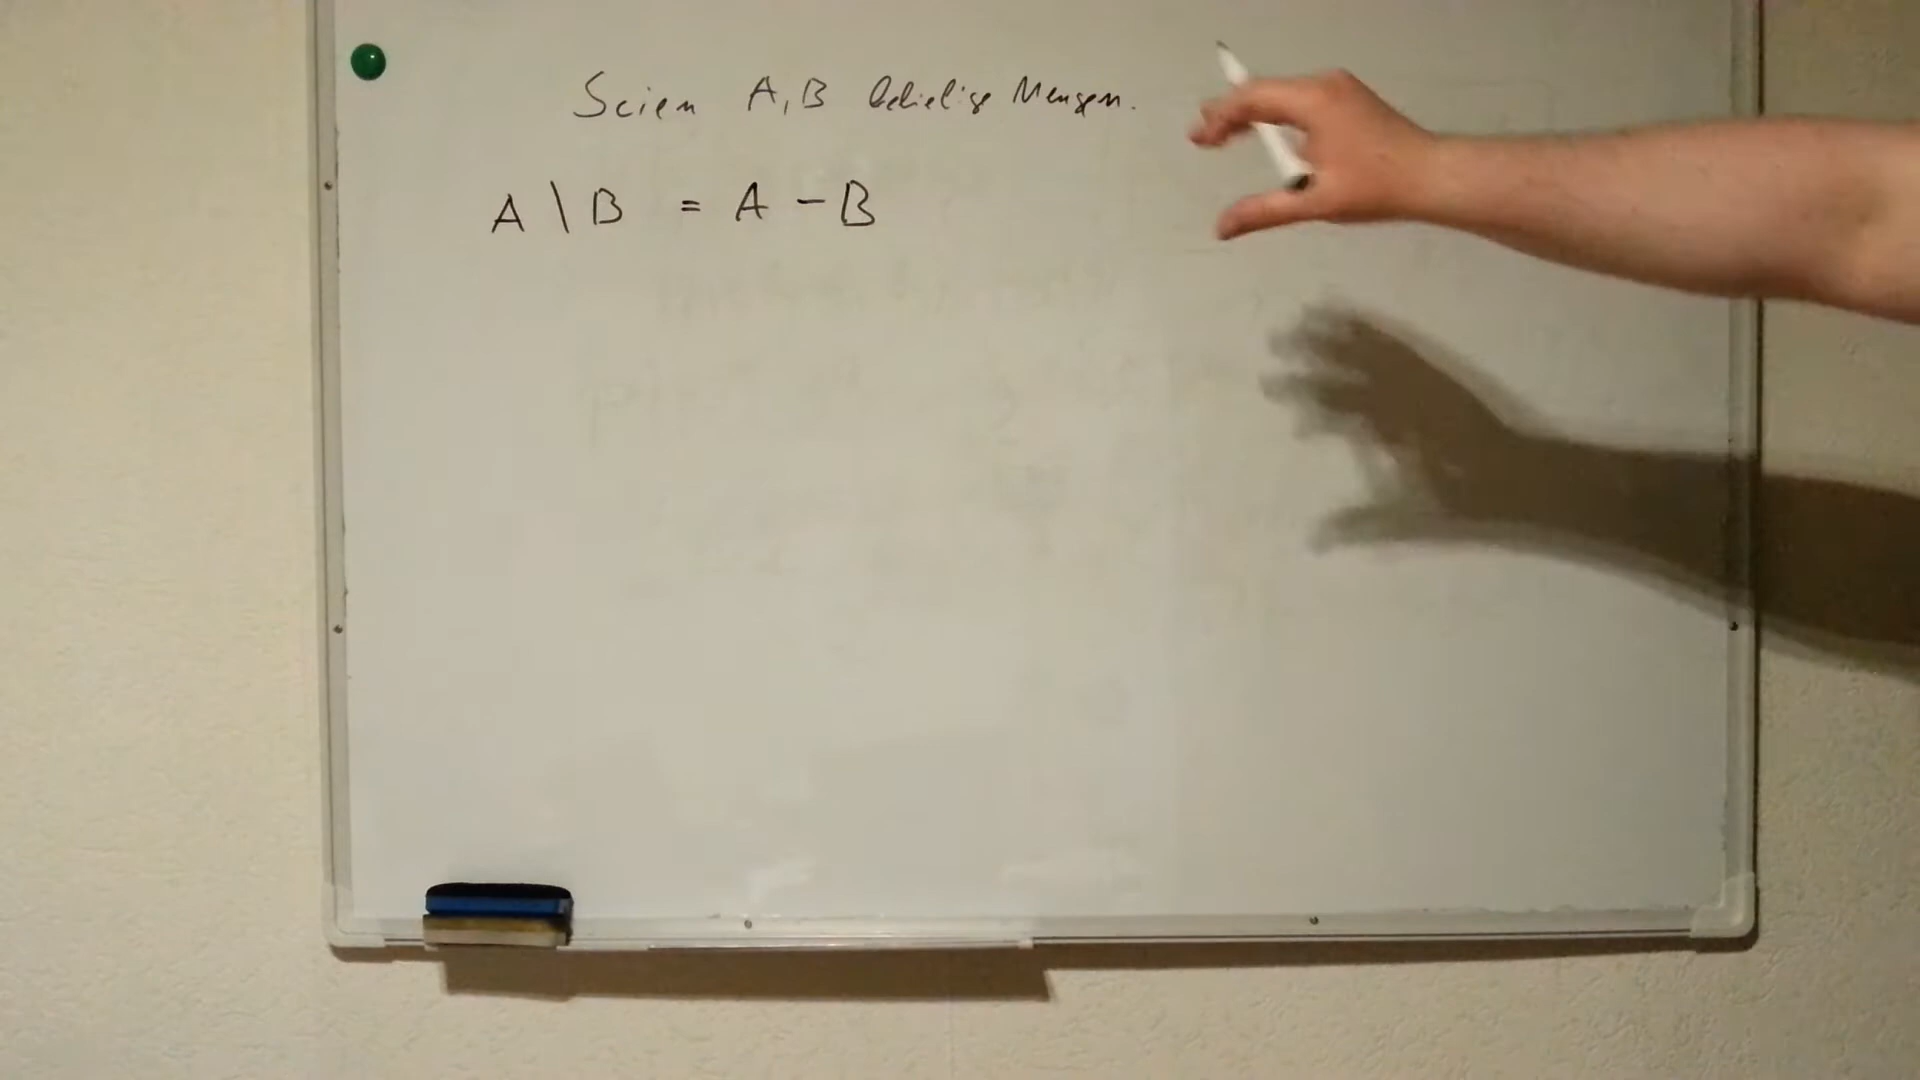 Seien A, B beliebige Mengen.
A \ B = A - B